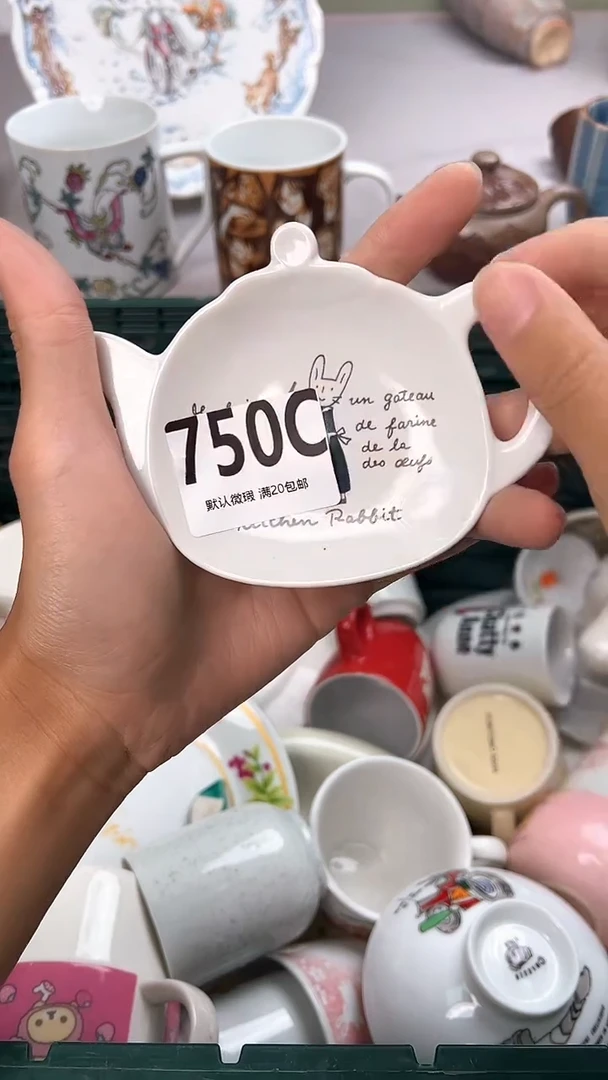 un gateau
de farine
de la
des œufs
750C
默认微瑕 满20包邮
Kitchen Rabbit